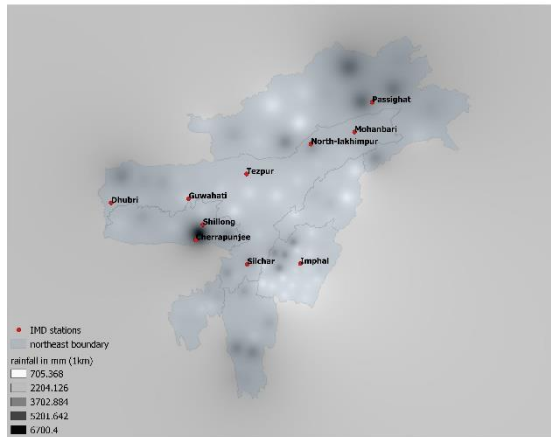 Passighat
Mohanbari
North-lakhimpur
Tezpur
Dhubri
Guwahati
Shillong
Cherrapunjee
Silchar
Imphal
IMD stations
northeast boundary
rainfall in mm (1km)
705.368
2204.126
3702.884
5201.642
6700.4